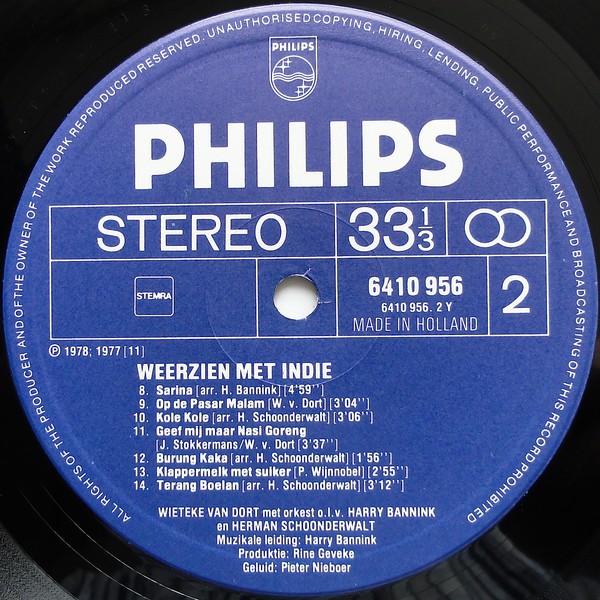 ALL RIGHTS OF THE PRODUCER AND OF THE OWNER OF THE WORK REPRODUCED RESERVED. UNAUTHORISED COPYING, HIRING, LENDING, PUBLIC PERFORMANCE AND BROADCASTING OF THIS RECORD PROHIBITED
PHILIPS
PHILIPS
STEREO
33 1/3
STEMRA
6410 956
6410 956. 2 Y
MADE IN HOLLAND
2
Ⓟ 1978; 1977 [11]
WEERZIEN MET INDIE
8. Sarina [arr. H. Bannink] [4'59'']
9. Op de Pasar Malam [W. v. Dort] [3'04'']
10. Kole Kole [arr. H. Schoonderwalt] [3'06'']
11. Geef mij maar Nasi Goreng
[J. Stokkermans/W. v. Dort [3'37'']
12. Burung Kaka [arr. H. Schoonderwalt] [1'56'']
13. Klappermelk met suiker [P. Wijnnobel] [2'55'']
14. Terang Boelan [arr. H. Schoonderwalt] [3'12'']
WIETEKE VAN DORT met orkest o.l.v. HARRY BANNINK
en HERMAN SCHOONDERWALT
Muzikale leiding: Harry Bannink
Produktie: Rine Geveke
Geluid: Pieter Nieboer